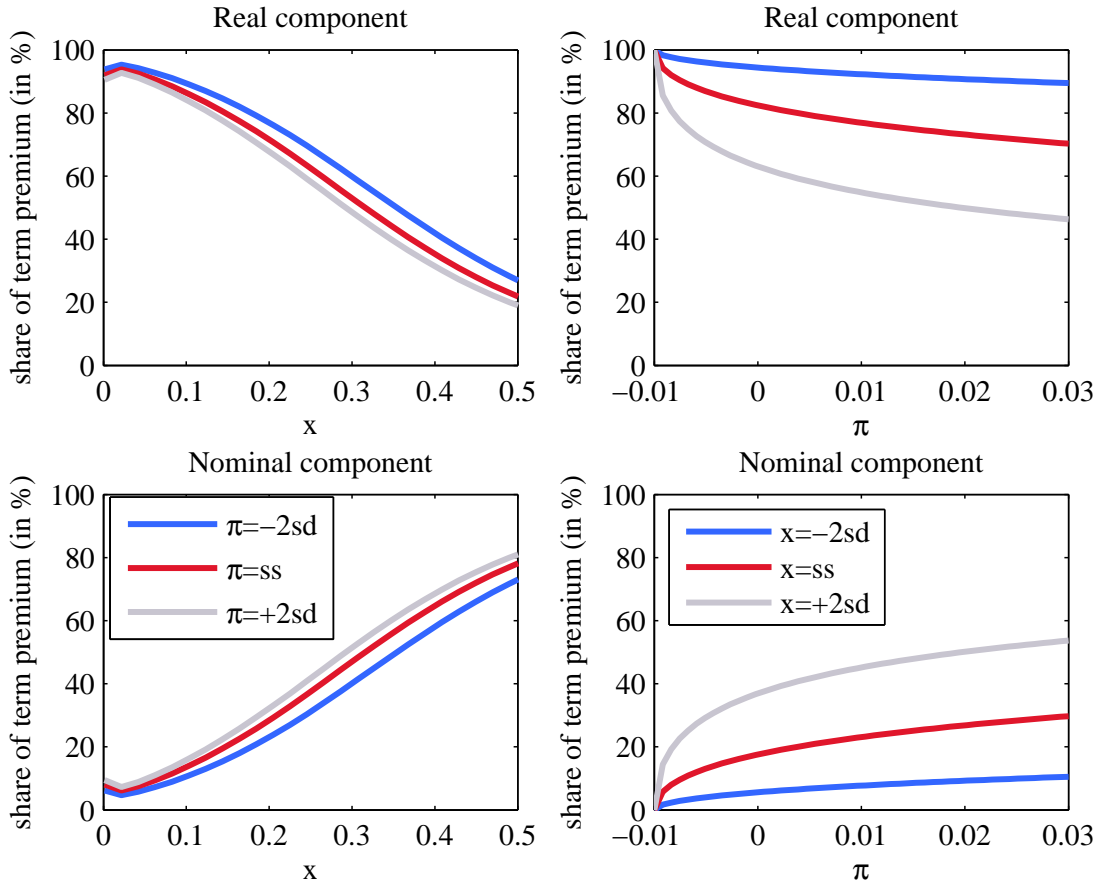 Real component
share of term premium (in %)
100
80
60
40
20
0
0
0.1
0.2
0.3
0.4
0.5
x
Real component
share of term premium (in %)
100
80
60
40
20
0
−0.01
0
0.01
0.02
0.03
π
Nominal component
share of term premium (in %)
100
80
60
40
20
0
π=−2sd
π=ss
π=+2sd
0
0.1
0.2
0.3
0.4
0.5
x
Nominal component
share of term premium (in %)
100
80
60
40
20
0
x=−2sd
x=ss
x=+2sd
−0.01
0
0.01
0.02
0.03
π